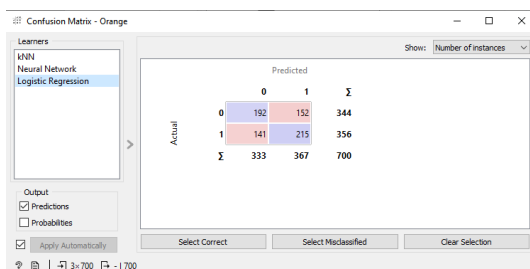 Confusion Matrix - Orange
Learners
kNN
Neural Network
Logistic Regression
Output
Predictions
Probabilities
Apply Automatically
Show: Number of instances
Predicted
0 1 Σ
Actual
0 192 152 344
1 141 215 356
Σ 333 367 700
Select Correct Select Misclassified Clear Selection
3×700 - | 700